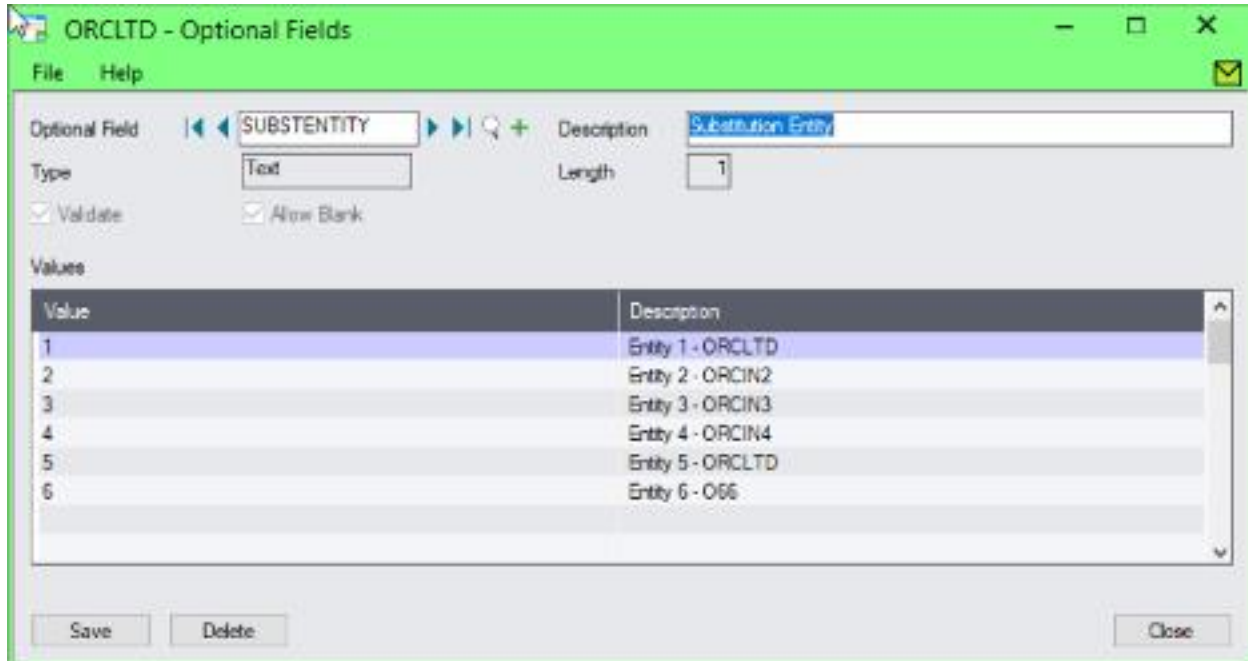 ORCLTD - Optional Fields
File Help
Optional Field SUBSTENTITY Description Substitution Entity
Type Text Length 1
Validate Allow Blank
Values
Value Description
1 Entity 1 - ORCLTD
2 Entity 2 - ORCIN2
3 Entity 3 - ORCIN3
4 Entity 4 - ORCIN4
5 Entity 5 - ORCLTD
6 Entity 6 - O66
Save Delete Close